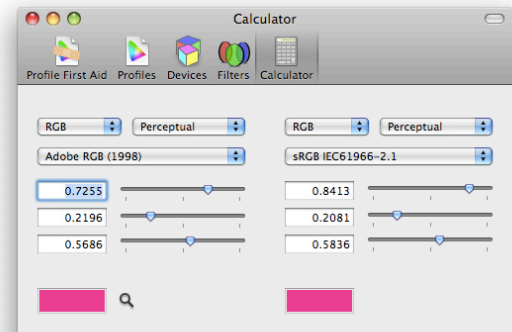 Calculator
Profile First Aid Profiles Devices Filters Calculator
RGB Perceptual RGB Perceptual
Adobe RGB (1998) sRGB IEC61966-2.1
0.7255 0.8413
0.2196 0.2081
0.5686 0.5836